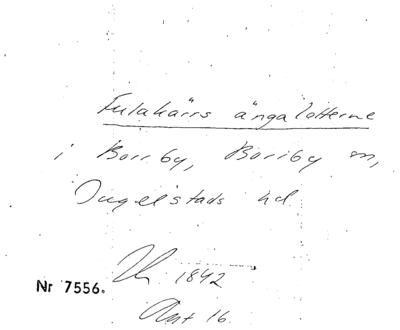 Fulakärrs ängalotterne
i Borrby, Borrby sn,
Ingelstads hd
1842
Nr 7556.
Akt 16.